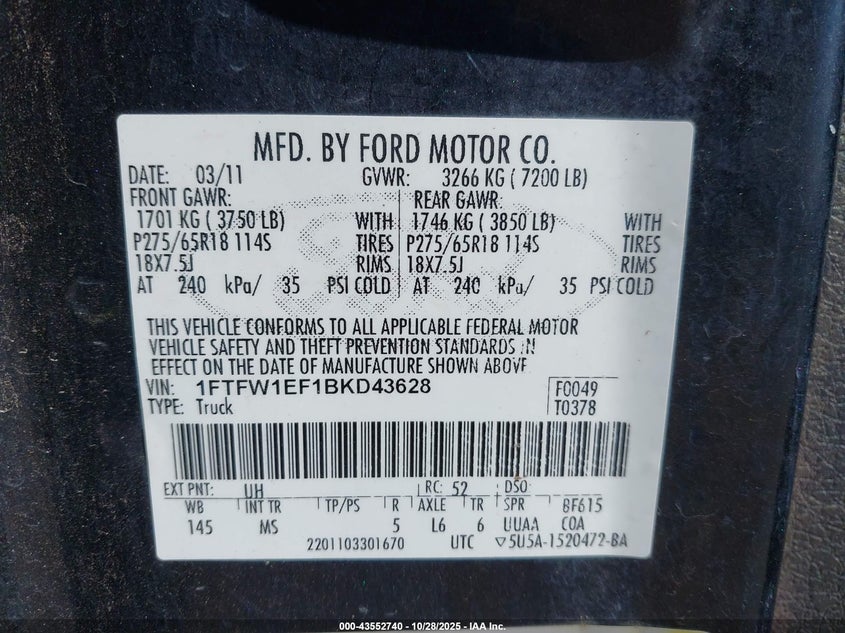 MFD. BY FORD MOTOR CO.
DATE: 03/11 GVWR: 3266 KG ( 7200 LB)
FRONT GAWR: REAR GAWR:
1701 KG ( 3750 LB) WITH 1746 KG ( 3850 LB) WITH
P275/65R18 114S TIRES P275/65R18 114S TIRES
18X7.5J RIMS 18X7.5J RIMS
AT 240 kPa/ 35 PSI COLD AT 240 kPa/ 35 PSI COLD
THIS VEHICLE CONFORMS TO ALL APPLICABLE FEDERAL MOTOR
VEHICLE SAFETY AND THEFT PREVENTION STANDARDS IN
EFFECT ON THE DATE OF MANUFACTURE SHOWN ABOVE.
VIN: 1FTFW1EF1BKD43628 F0049
TYPE: Truck T0378
EXT PNT: UH RC: 52 DSO:
WB INT TR TP/PS R AXLE TR SPR BF615
145 MS 5 L6 6 UUAA COA
2201103301670 UTC ▽5U5A-1520472-BA
000-43552740 - 10/28/2025 - IAA Inc.